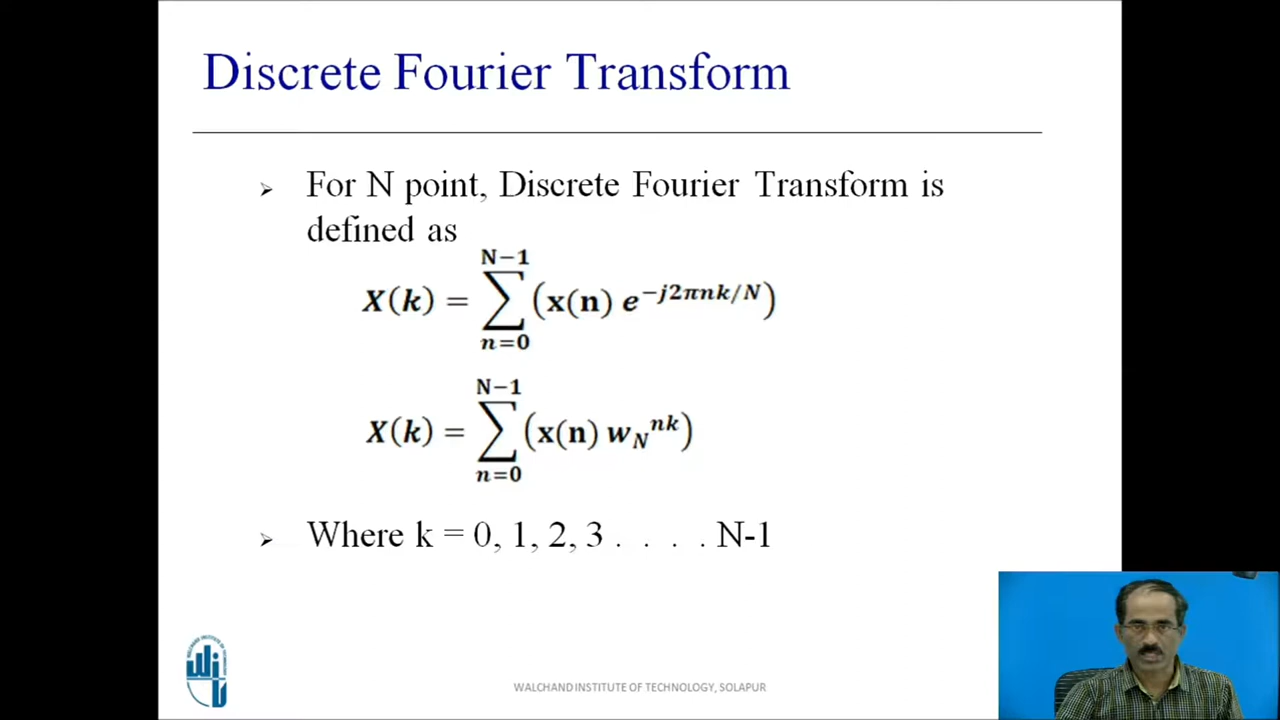 Discrete Fourier Transform
For N point, Discrete Fourier Transform is
defined as
X(k) = ∑_{n=0}^{N−1} (x(n) e^{−j2πnk/N})
X(k) = ∑_{n=0}^{N−1} (x(n) w_N^{nk})
Where k = 0, 1, 2, 3 . . . . N-1
WALCHAND INSTITUTE OF TECHNOLOGY, SOLAPUR